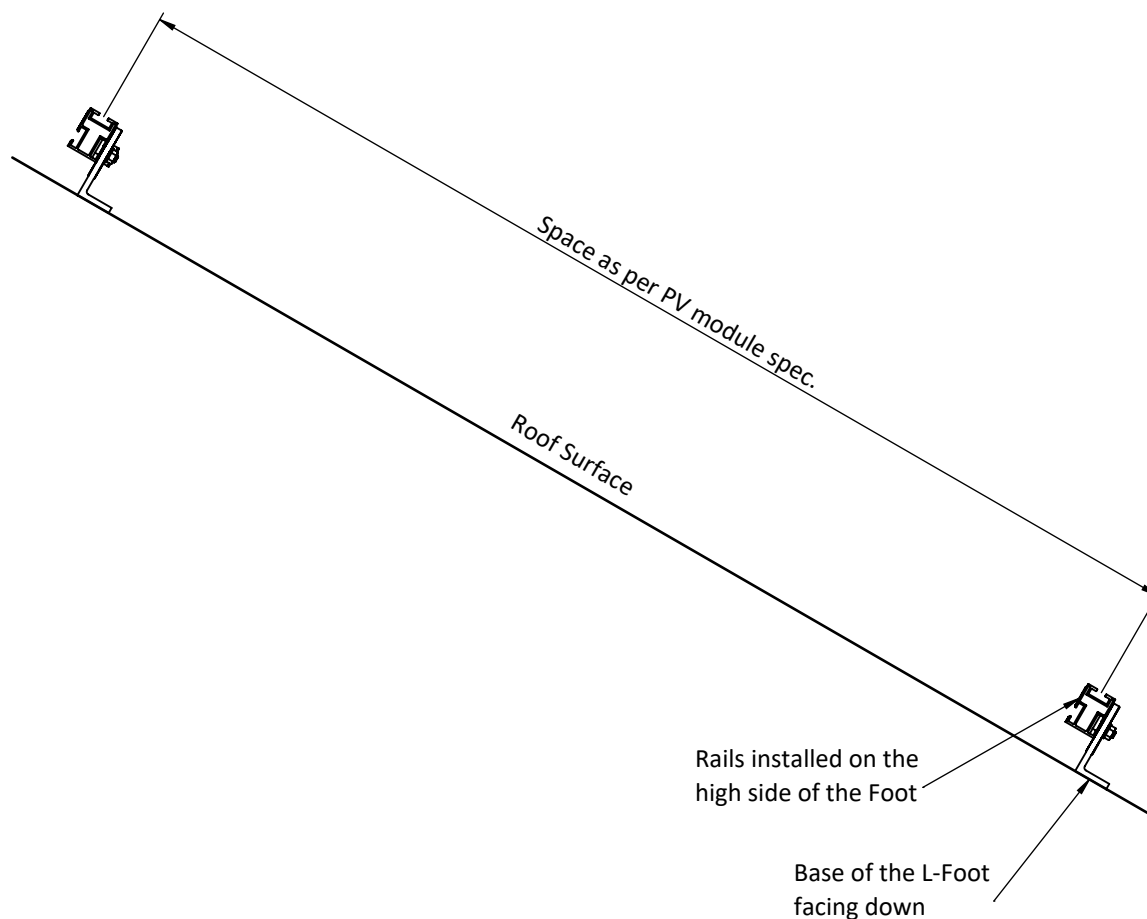 Space as per PV module spec.
Roof Surface
Rails installed on the
high side of the Foot
Base of the L-Foot
facing down